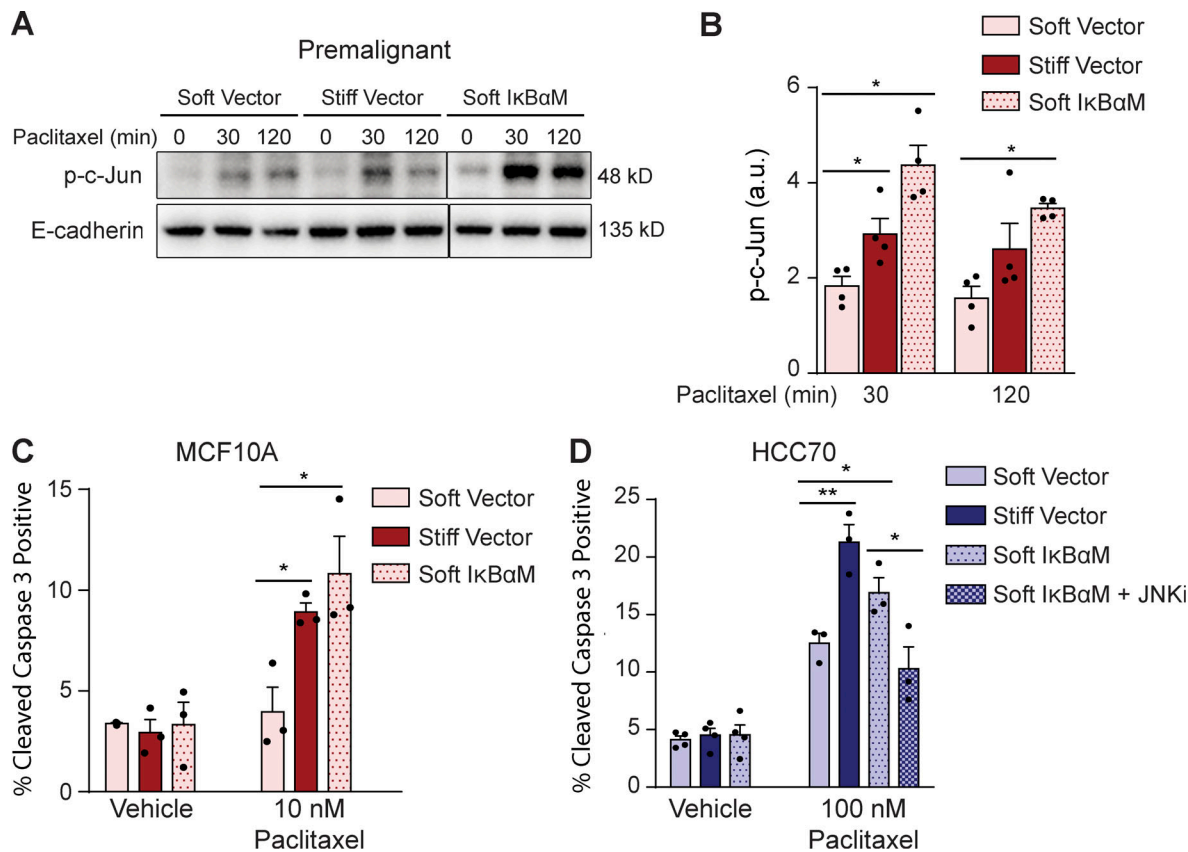 A
Premalignant
Soft Vector Stiff Vector Soft IκBαM
Paclitaxel (min) 0 30 120 0 30 120 0 30 120
p-c-Jun 48 kD
E-cadherin 135 kD
B
Soft Vector
Stiff Vector
Soft IκBαM
p-c-Jun (a.u.)
6
4
2
0
* * *
Paclitaxel (min) 30 120
C
MCF10A
Soft Vector
Stiff Vector
Soft IκBαM
% Cleaved Caspase 3 Positive
15
10
5
0
* *
Vehicle 10 nM
Paclitaxel
D
HCC70
Soft Vector
Stiff Vector
Soft IκBαM
Soft IκBαM + JNKi
% Cleaved Caspase 3 Positive
25
20
15
10
5
0
* ** *
Vehicle 100 nM
Paclitaxel